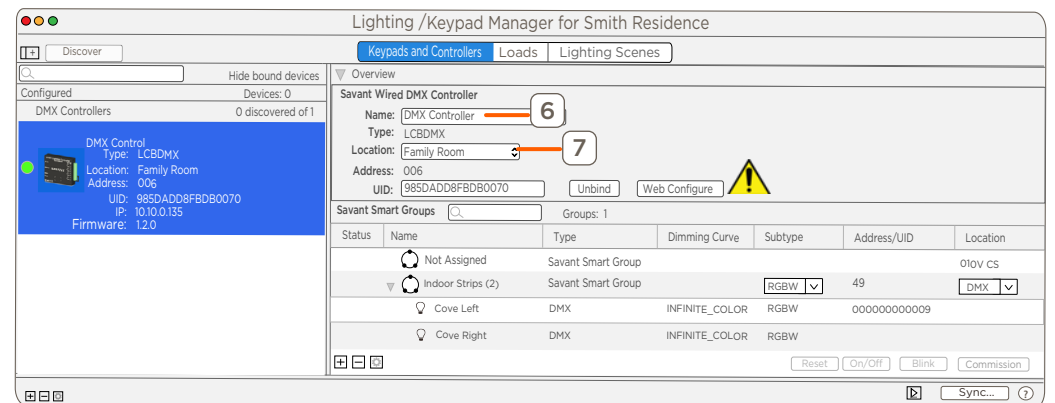 Lighting /Keypad Manager for Smith Residence
Discover
Keypads and Controllers Loads Lighting Scenes
Hide bound devices
Configured Devices: 0
DMX Controllers 0 discovered of 1
DMX Control
Type: LCBDMX
Location: Family Room
Address: 006
UID: 985DADD8FBDB0070
IP: 10.10.0.135
Firmware: 1.2.0
Overview
Savant Wired DMX Controller
Name: DMX Controller 6
Type: LCBDMX
Location: Family Room 7
Address: 006
UID: 985DADD8FBDB0070 Unbind Web Configure
Savant Smart Groups Groups: 1
Status Name Type Dimming Curve Subtype Address/UID Location
Not Assigned Savant Smart Group 010V CS
Indoor Strips (2) Savant Smart Group RGBW 49 DMX
Cove Left DMX INFINITE_COLOR RGBW 000000000009
Cove Right DMX INFINITE_COLOR RGBW
Reset On/Off Blink Commission
Sync... ?